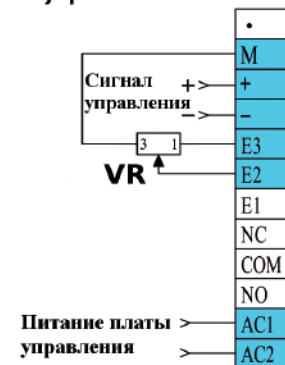 •
M
Сигнал + +
управления
− −
3 1 E3
VR E2
E1
NC
COM
NO
Питание платы AC1
управления AC2